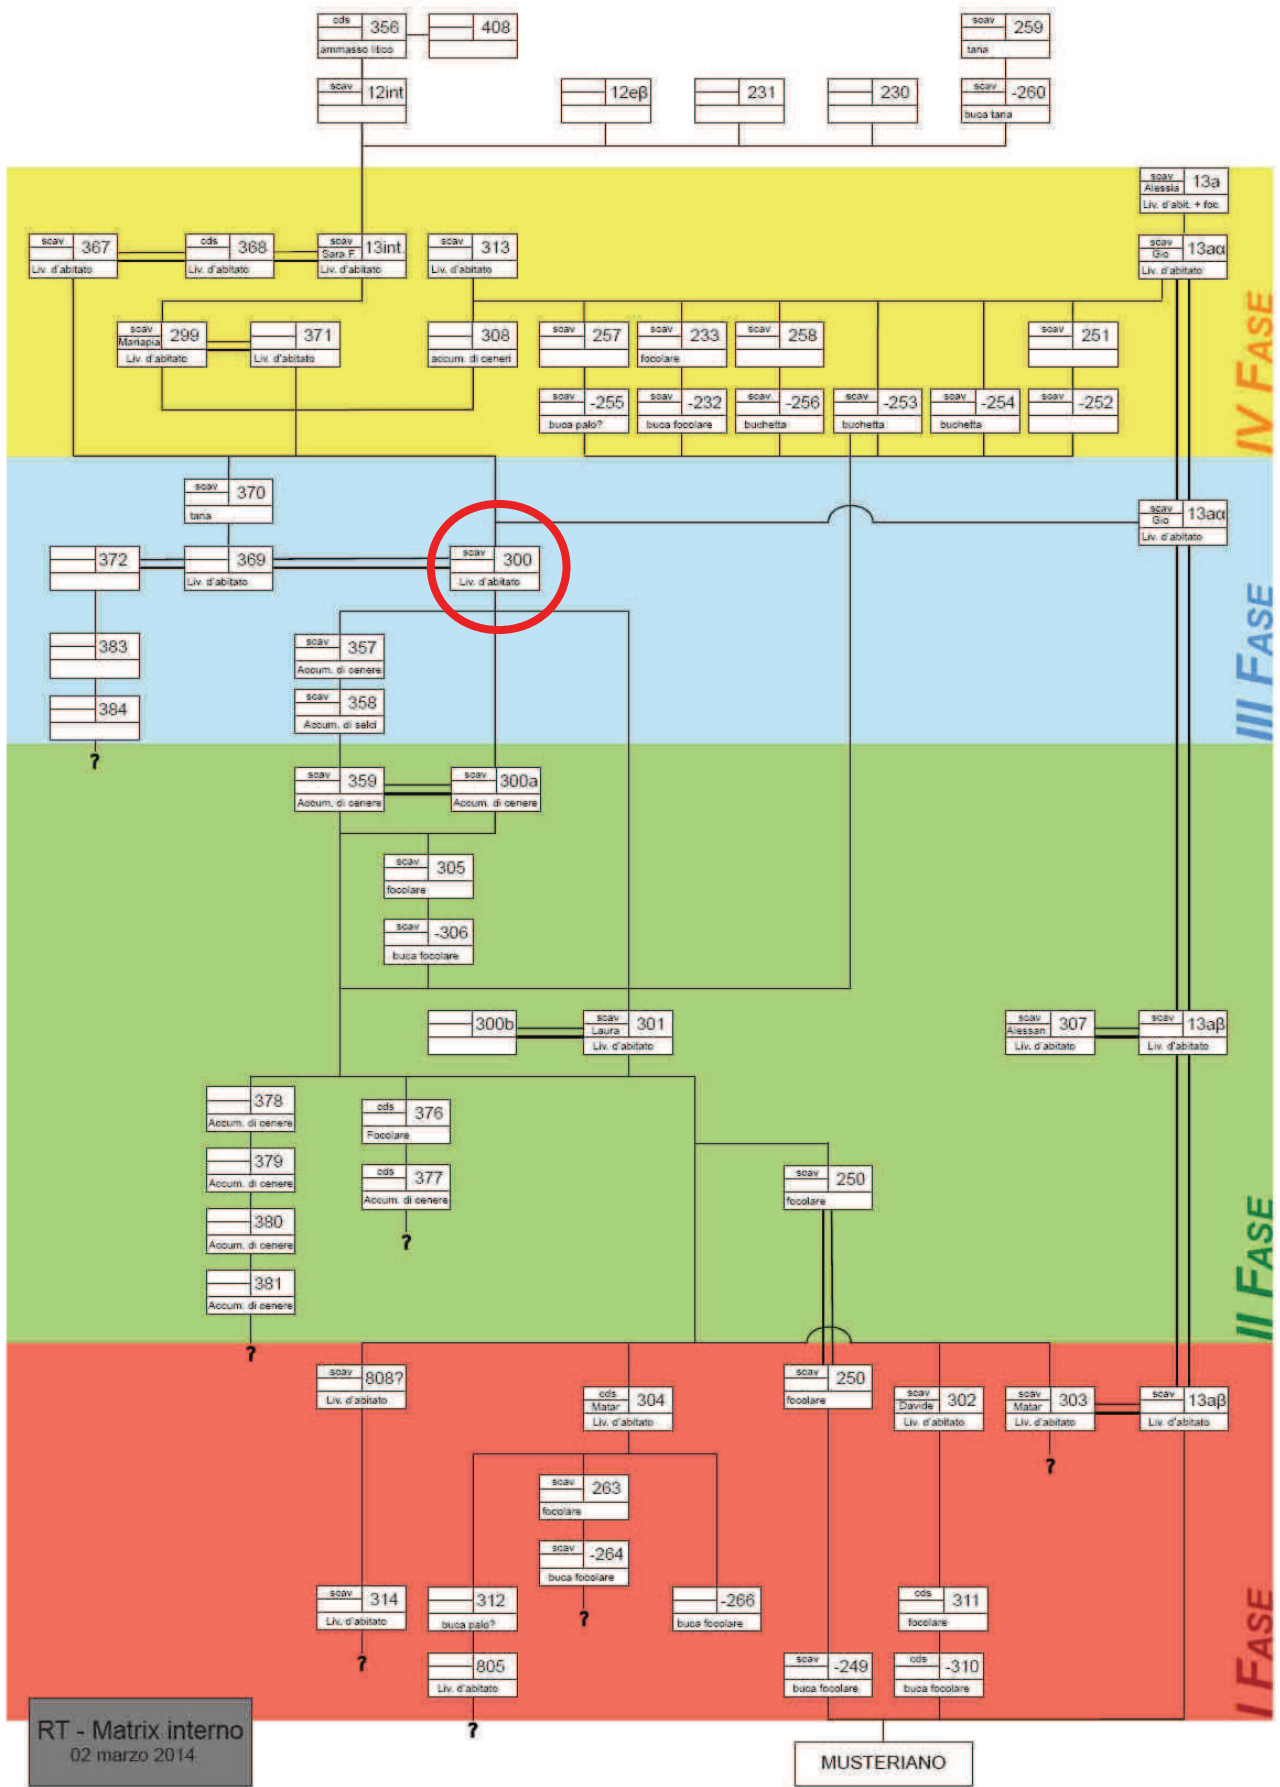 cds 356 408
ammasso litico
scav 259
tana
scav 12int
12eβ
231
230
scav -260
buca tana
scav Alessia 13a
Liv. d'abit. + foc.
scav 367
Liv. d'abitato
cds 368
Liv. d'abitato
scav Sara F. 13int.
Liv. d'abitato
scav 313
Liv. d'abitato
scav Gio 13aα
Liv. d'abitato
scav Mariapia 299
Liv. d'abitato
371
Liv. d'abitato
308
accum. di ceneri
scav 257
scav 233
focolare
scav 258
scav 251
scav -255
buca palo?
scav -232
buca focolare
scav -256
buchetta
scav -253
buchetta
scav -254
buchetta
scav -252
IV FASE
scav 370
tana
scav Gio 13aα
Liv. d'abitato
372
369
Liv. d'abitato
scav 300
Liv. d'abitato
383
scav 357
Accum. di cenere
384
scav 358
Accum. di selci
?
III FASE
scav 359
Accum. di cenere
scav 300a
Accum. di cenere
scav 305
focolare
scav -306
buca focolare
300b
scav Laura 301
Liv. d'abitato
scav Alessan. 307
Liv. d'abitato
scav 13aβ
Liv. d'abitato
378
Accum. di cenere
cds 376
Focolare
379
Accum. di cenere
cds 377
Accum. di cenere
scav 250
focolare
380
Accum. di cenere
?
381
Accum. di cenere
?
II FASE
scav 808?
Liv. d'abitato
cds Matar 304
Liv. d'abitato
scav 250
focolare
scav Davide 302
Liv. d'abitato
scav Matar 303
Liv. d'abitato
scav 13aβ
Liv. d'abitato
?
scav 263
focolare
scav -264
buca focolare
?
scav 314
Liv. d'abitato
?
312
buca palo?
-266
buca focolare
cds 311
focolare
805
Liv. d'abitato
?
scav -249
buca focolare
cds -310
buca focolare
I FASE
RT - Matrix interno
02 marzo 2014
MUSTERIANO